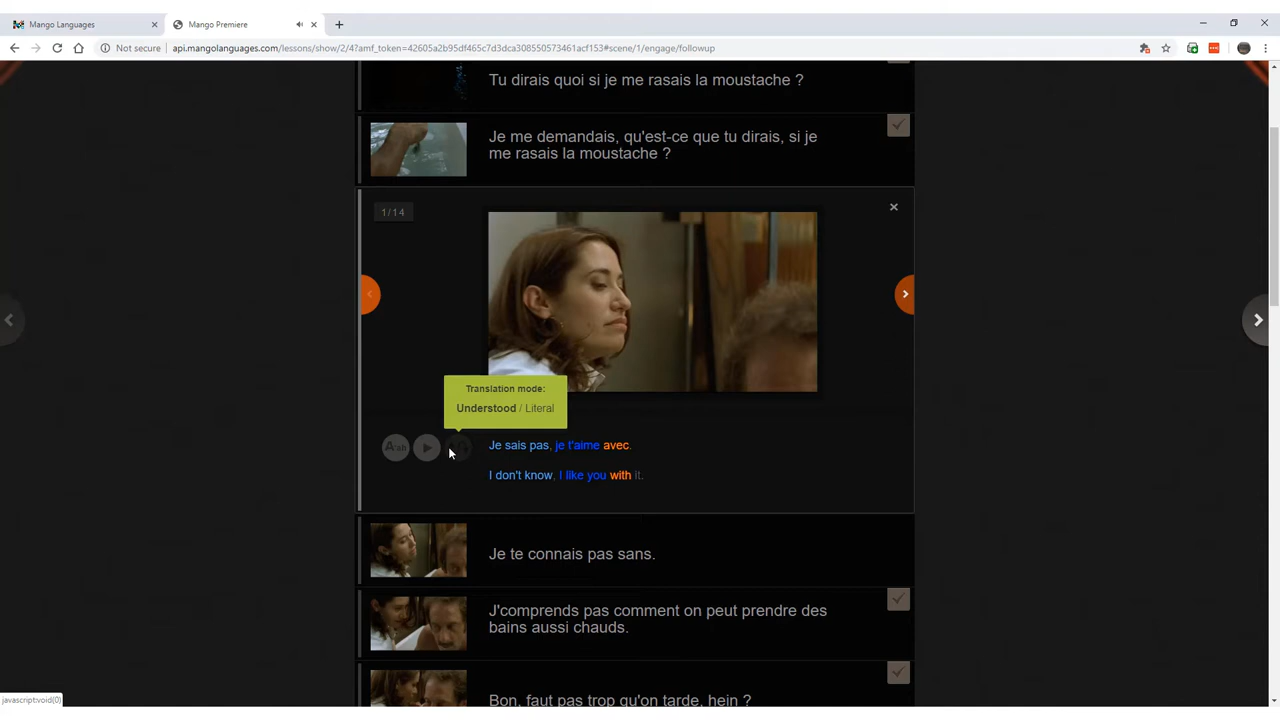 Mango Languages
Mango Premiere
Not secure
api.mangolanguages.com/lessons/show/2/4?amf_token=42605a2b95df465c7d3dca308550573461acf153#scene/1/engage/followup
Tu dirais quoi si je me rasais la moustache ?
Je me demandais, qu'est-ce que tu dirais, si je
me rasais la moustache ?
1/14
Translation mode:
Understood / Literal
A'ah
Je sais pas, je t'aime avec.
I don't know, I like you with it.
Je te connais pas sans.
J'comprends pas comment on peut prendre des
bains aussi chauds.
Bon, faut pas trop qu'on tarde, hein ?
javascript:void(0)